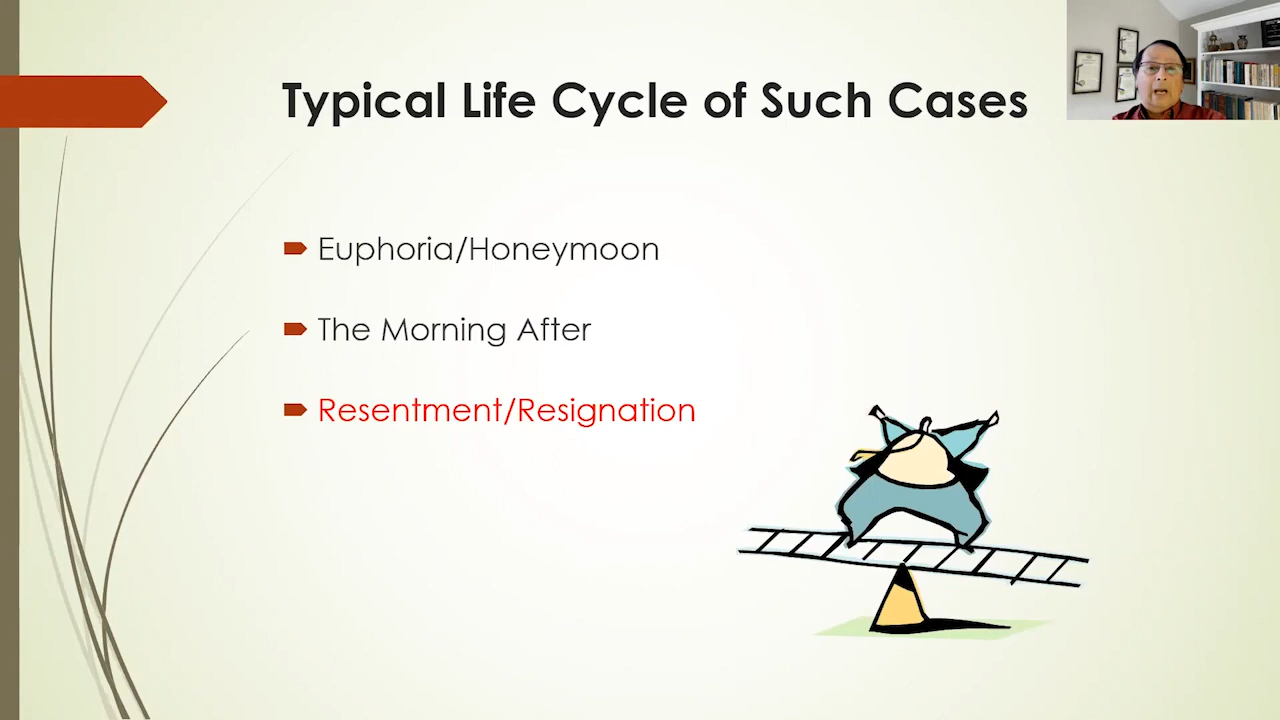 Typical Life Cycle of Such Cases
Euphoria/Honeymoon
The Morning After
Resentment/Resignation